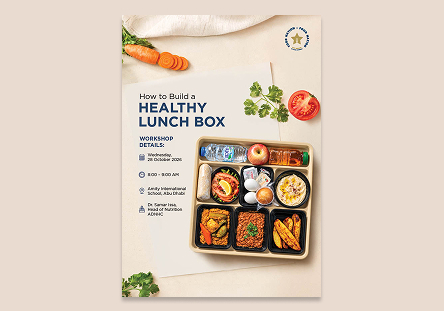 How to Build a
HEALTHY
LUNCH BOX
WORKSHOP
DETAILS:
Wednesday,
28 October 2026
8:00 – 9:00 AM
Amity International
School, Abu Dhabi
Dr. Samar Issa,
Head of Nutrition
ADNHC